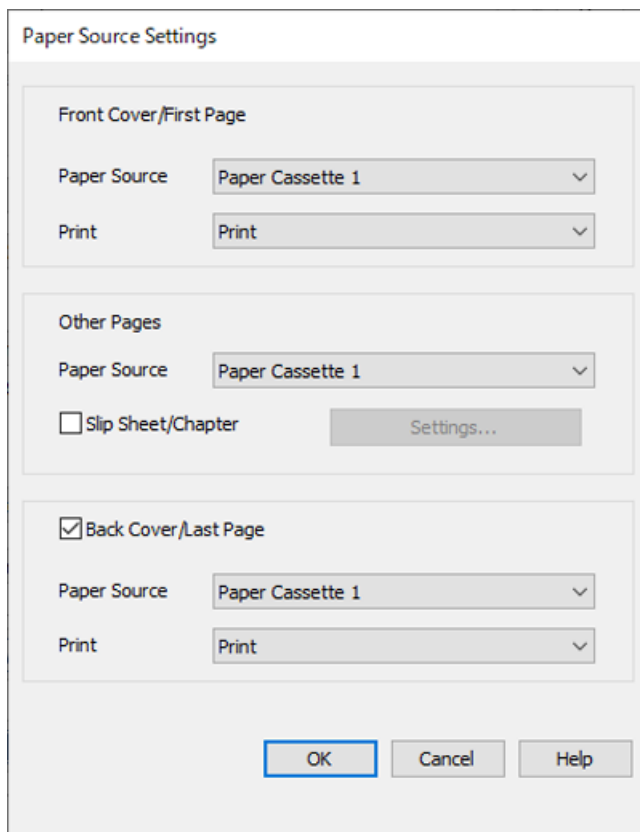 Paper Source Settings
Front Cover/First Page
Paper Source Paper Cassette 1
Print Print
Other Pages
Paper Source Paper Cassette 1
Slip Sheet/Chapter Settings...
Back Cover/Last Page
Paper Source Paper Cassette 1
Print Print
OK Cancel Help